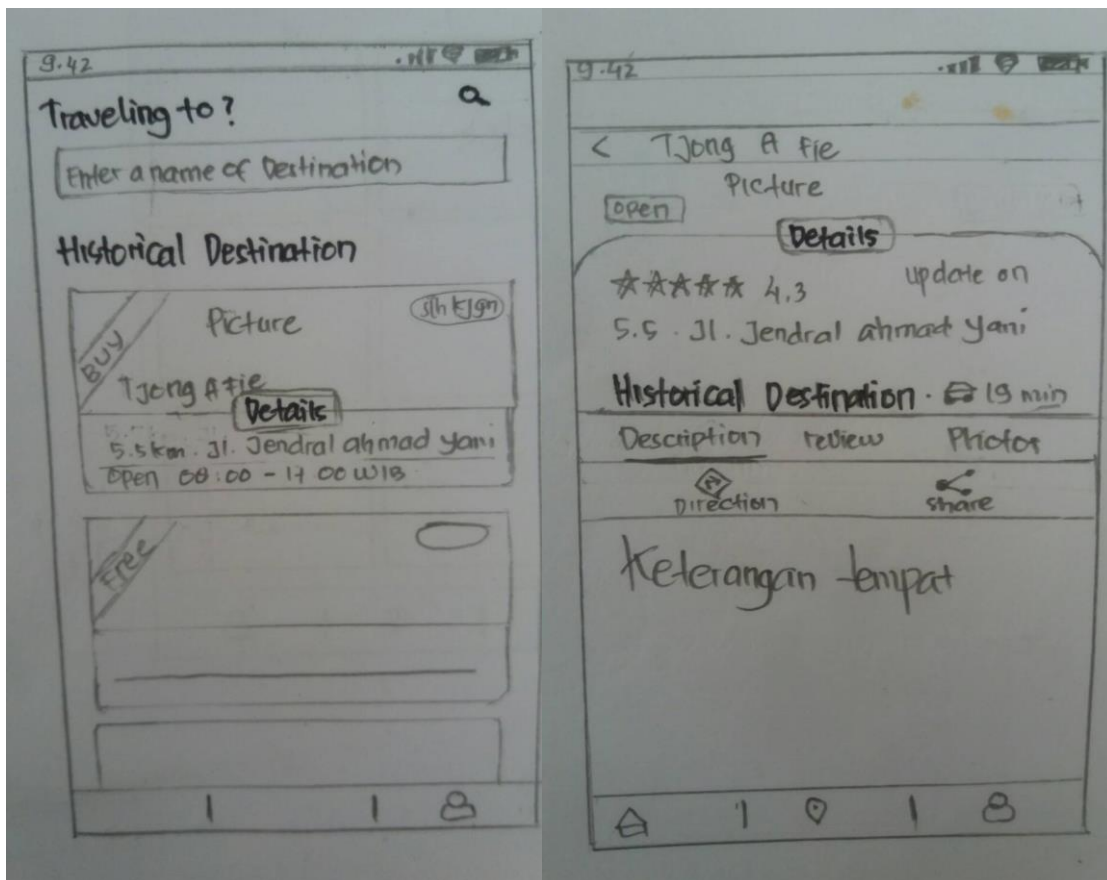 9.42
Traveling to?
Enter a name of Destination
Historical Destination
Picture
BUY
Tjong A Fie
Details
5.5 km. Jl. Jendral ahmad yani
Open 08:00 - 17 00 WIB
Free
9.42
< Tjong A Fie
Picture
open
Details
4,3 update on
5.5. Jl. Jendral ahmad yani
Historical Destination. 19 min
Description review Photos
Direction share
Keterangan tempat